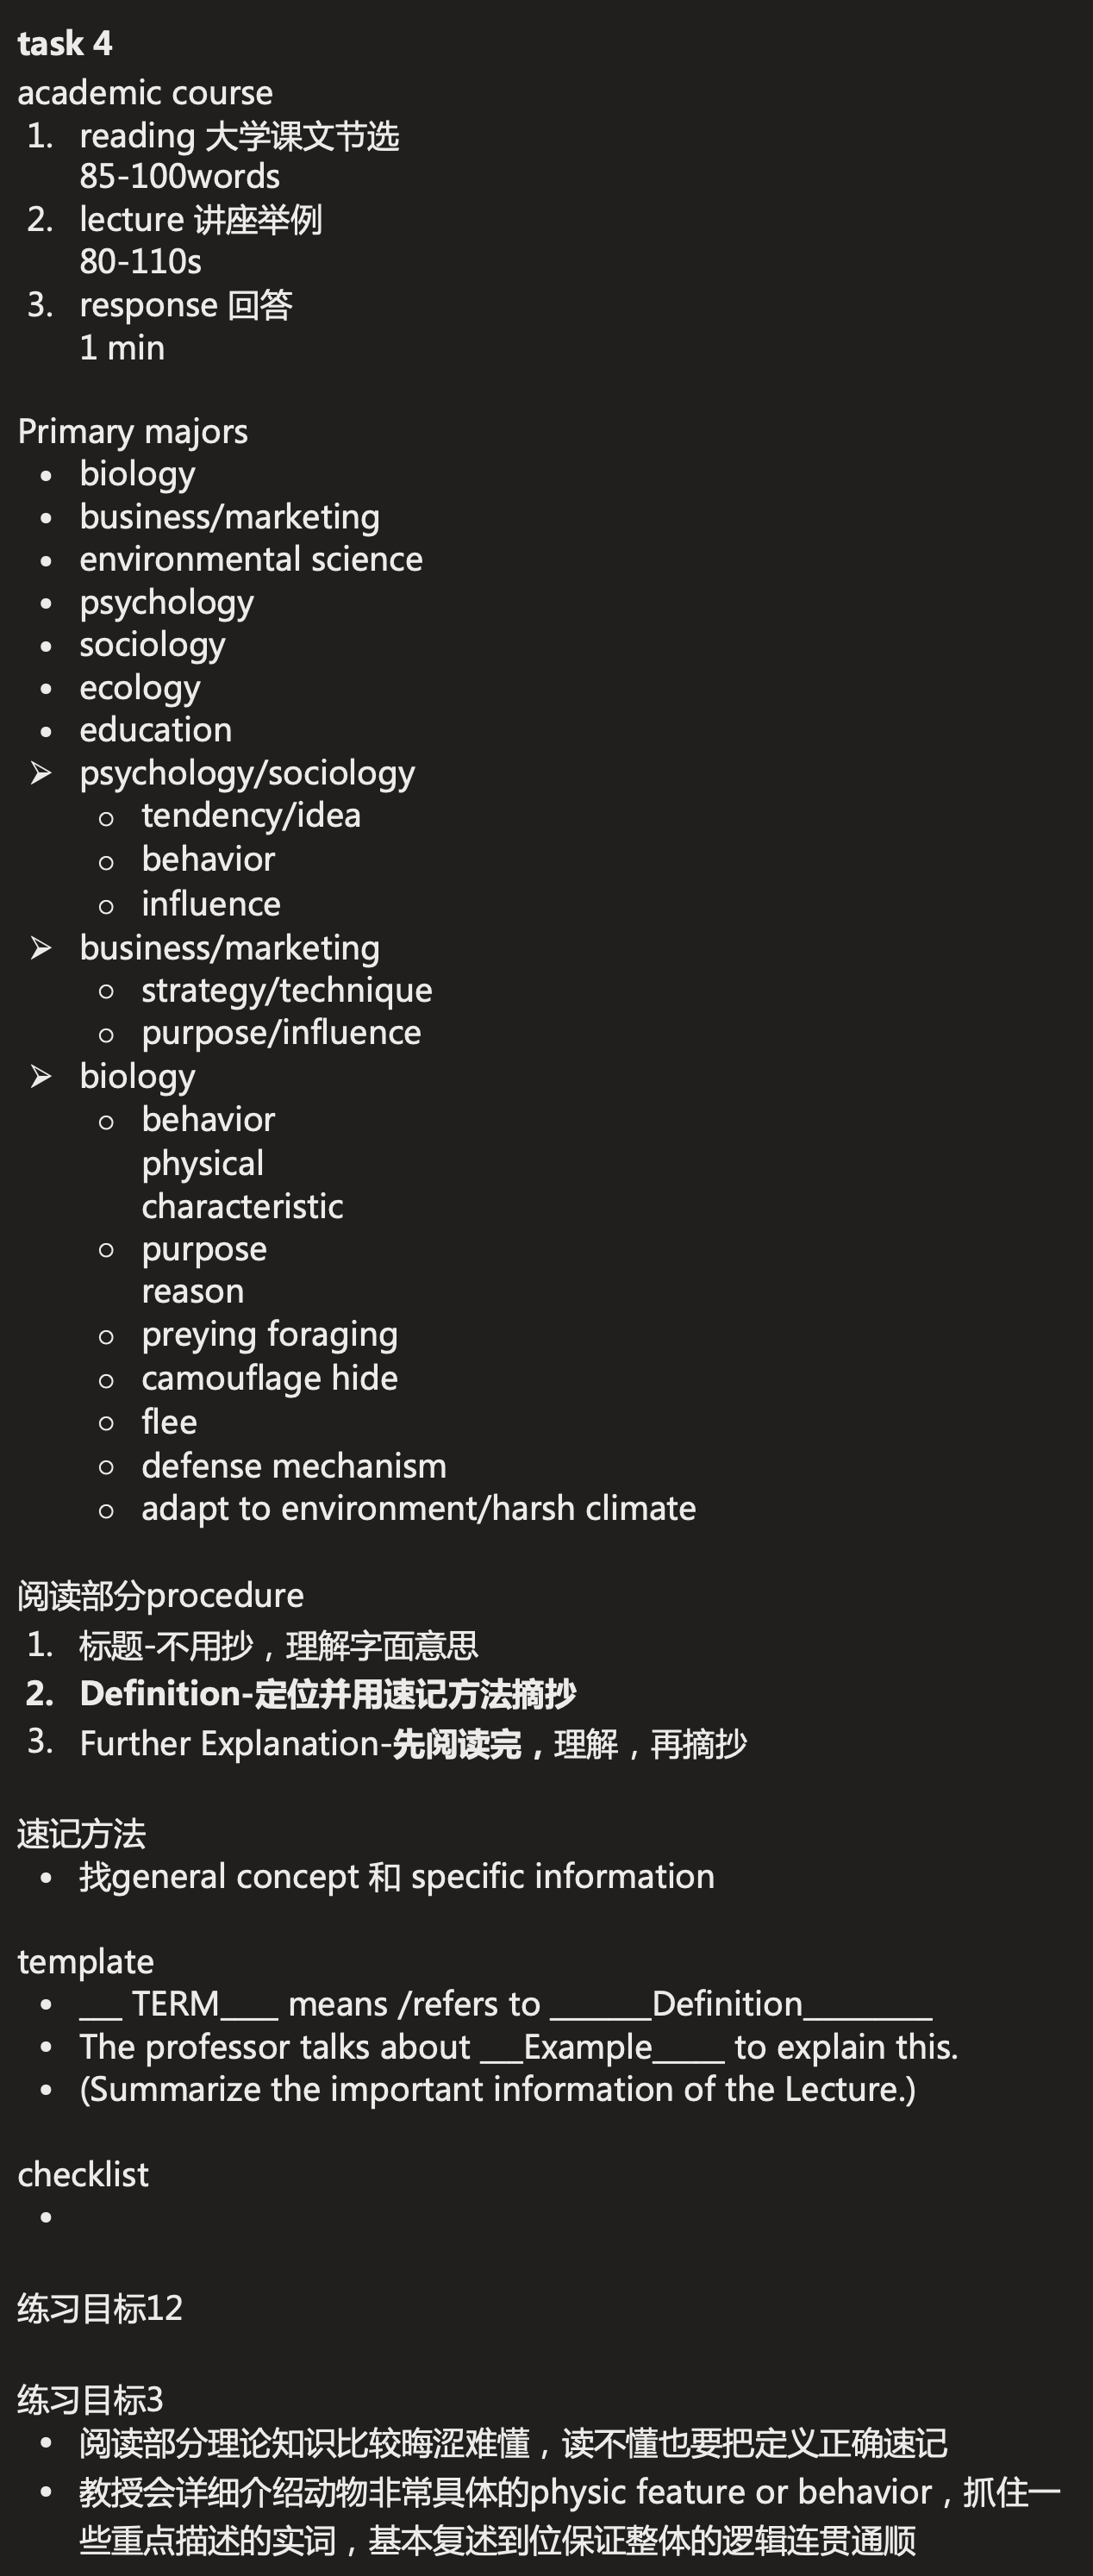 task 4
academic course
1. reading 大学课文节选
85-100words
2. lecture 讲座举例
80-110s
3. response 回答
1 min
Primary majors
• biology
• business/marketing
• environmental science
• psychology
• sociology
• ecology
• education
➢ psychology/sociology
○ tendency/idea
○ behavior
○ influence
➢ business/marketing
○ strategy/technique
○ purpose/influence
➢ biology
○ behavior
physical
characteristic
○ purpose
reason
○ preying foraging
○ camouflage hide
○ flee
○ defense mechanism
○ adapt to environment/harsh climate
阅读部分procedure
1. 标题-不用抄，理解字面意思
2. Definition-定位并用速记方法摘抄
3. Further Explanation-先阅读完，理解，再摘抄
速记方法
• 找general concept 和 specific information
template
• ___ TERM____ means /refers to _______Definition_________
• The professor talks about ___Example_____ to explain this.
• (Summarize the important information of the Lecture.)
checklist
•
练习目标12
练习目标3
• 阅读部分理论知识比较晦涩难懂，读不懂也要把定义正确速记
• 教授会详细介绍动物非常具体的physic feature or behavior，抓住一
些重点描述的实词，基本复述到位保证整体的逻辑连贯通顺